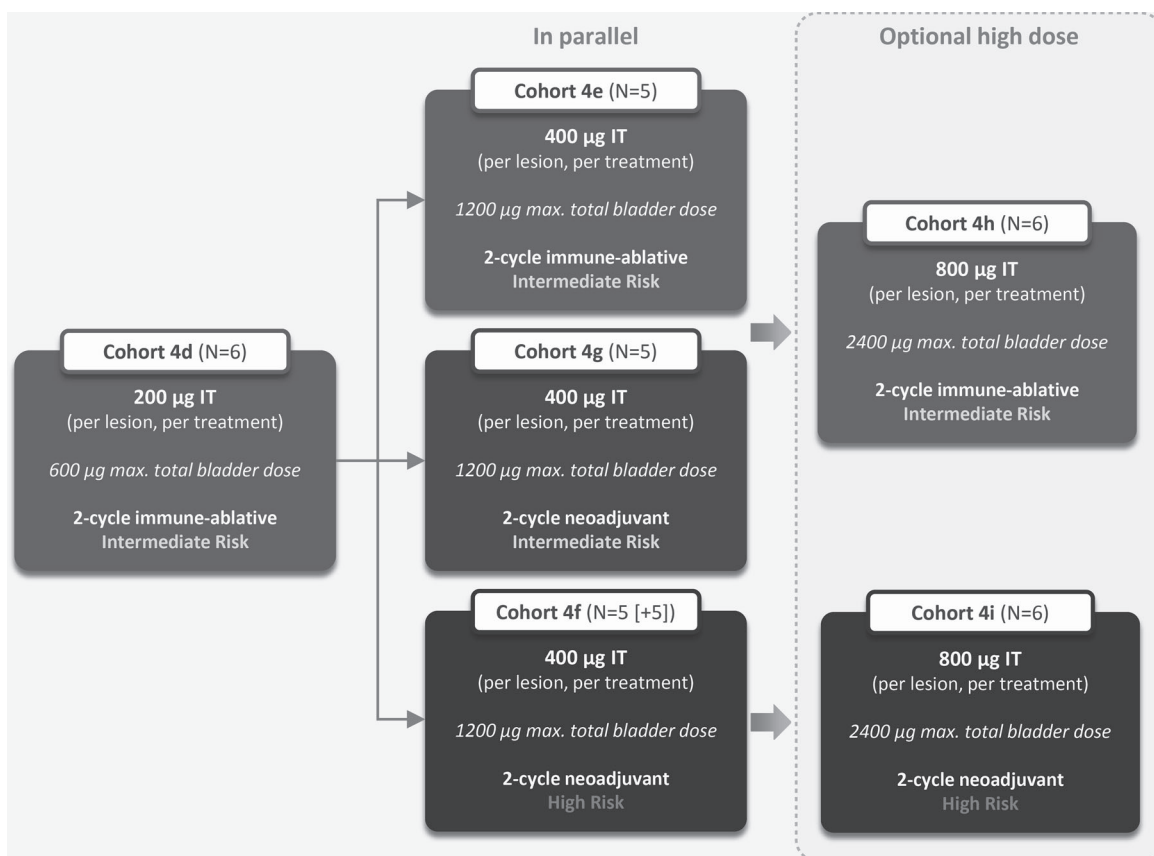 In parallel
Optional high dose
Cohort 4d (N=6)
200 µg IT
(per lesion, per treatment)
600 µg max. total bladder dose
2-cycle immune-ablative
Intermediate Risk
Cohort 4e (N=5)
400 µg IT
(per lesion, per treatment)
1200 µg max. total bladder dose
2-cycle immune-ablative
Intermediate Risk
Cohort 4g (N=5)
400 µg IT
(per lesion, per treatment)
1200 µg max. total bladder dose
2-cycle neoadjuvant
Intermediate Risk
Cohort 4f (N=5 [+5])
400 µg IT
(per lesion, per treatment)
1200 µg max. total bladder dose
2-cycle neoadjuvant
High Risk
Cohort 4h (N=6)
800 µg IT
(per lesion, per treatment)
2400 µg max. total bladder dose
2-cycle immune-ablative
Intermediate Risk
Cohort 4i (N=6)
800 µg IT
(per lesion, per treatment)
2400 µg max. total bladder dose
2-cycle neoadjuvant
High Risk